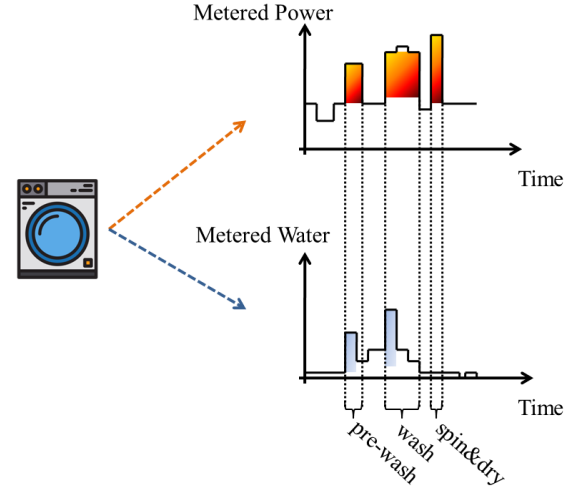 Metered Power
Time
Metered Water
Time
pre-wash
wash
spin&dry